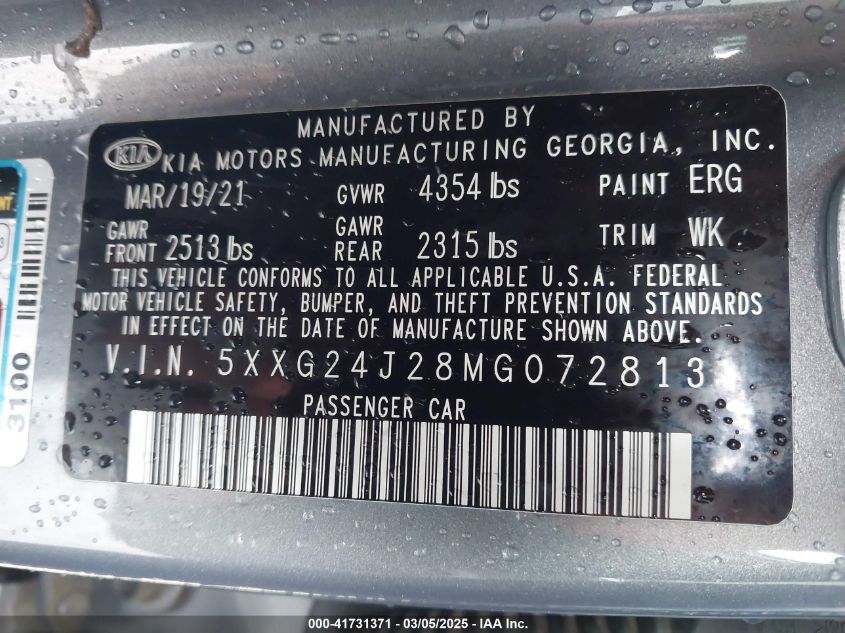 MANUFACTURED BY
KIA KIA MOTORS MANUFACTURING GEORGIA, INC.
MAR/19/21 GVWR 4354 lbs PAINT ERG
GAWR FRONT 2513 lbs GAWR REAR 2315 lbs TRIM WK
THIS VEHICLE CONFORMS TO ALL APPLICABLE U.S.A. FEDERAL
MOTOR VEHICLE SAFETY, BUMPER, AND THEFT PREVENTION STANDARDS
IN EFFECT ON THE DATE OF MANUFACTURE SHOWN ABOVE.
V.I.N. 5XXG24J28MG072813
PASSENGER CAR
3100
000-41731371 | 03/05/2025 - IAA Inc.